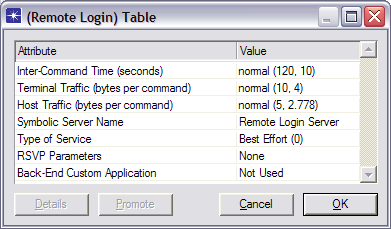 (Remote Login) Table
Attribute Value
Inter-Command Time (seconds) normal (120, 10)
Terminal Traffic (bytes per command) normal (10, 4)
Host Traffic (bytes per command) normal (5, 2.778)
Symbolic Server Name Remote Login Server
Type of Service Best Effort (0)
RSVP Parameters None
Back-End Custom Application Not Used
Details Promote Cancel OK